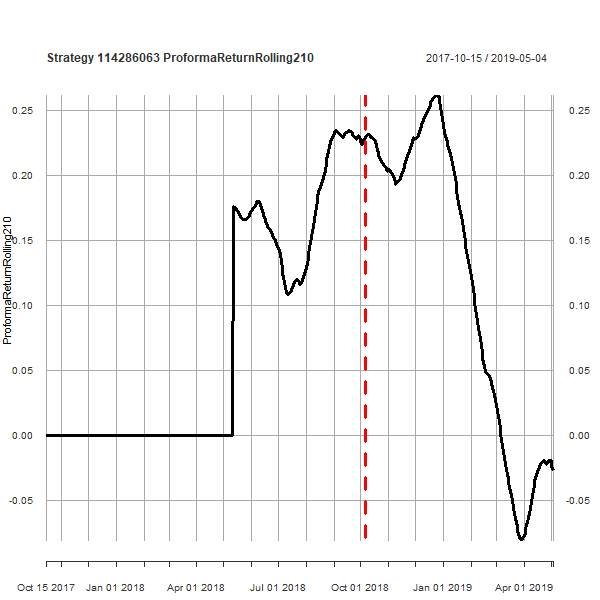 Strategy 114286063 ProformaReturnRolling210
2017-10-15 / 2019-05-04
0.25 0.25
0.20 0.20
0.15 0.15
0.10 0.10
0.05 0.05
0.00 0.00
-0.05 -0.05
ProformaReturnRolling210
Oct 15 2017 Jan 01 2018 Apr 01 2018 Jul 01 2018 Oct 01 2018 Jan 01 2019 Apr 01 2019